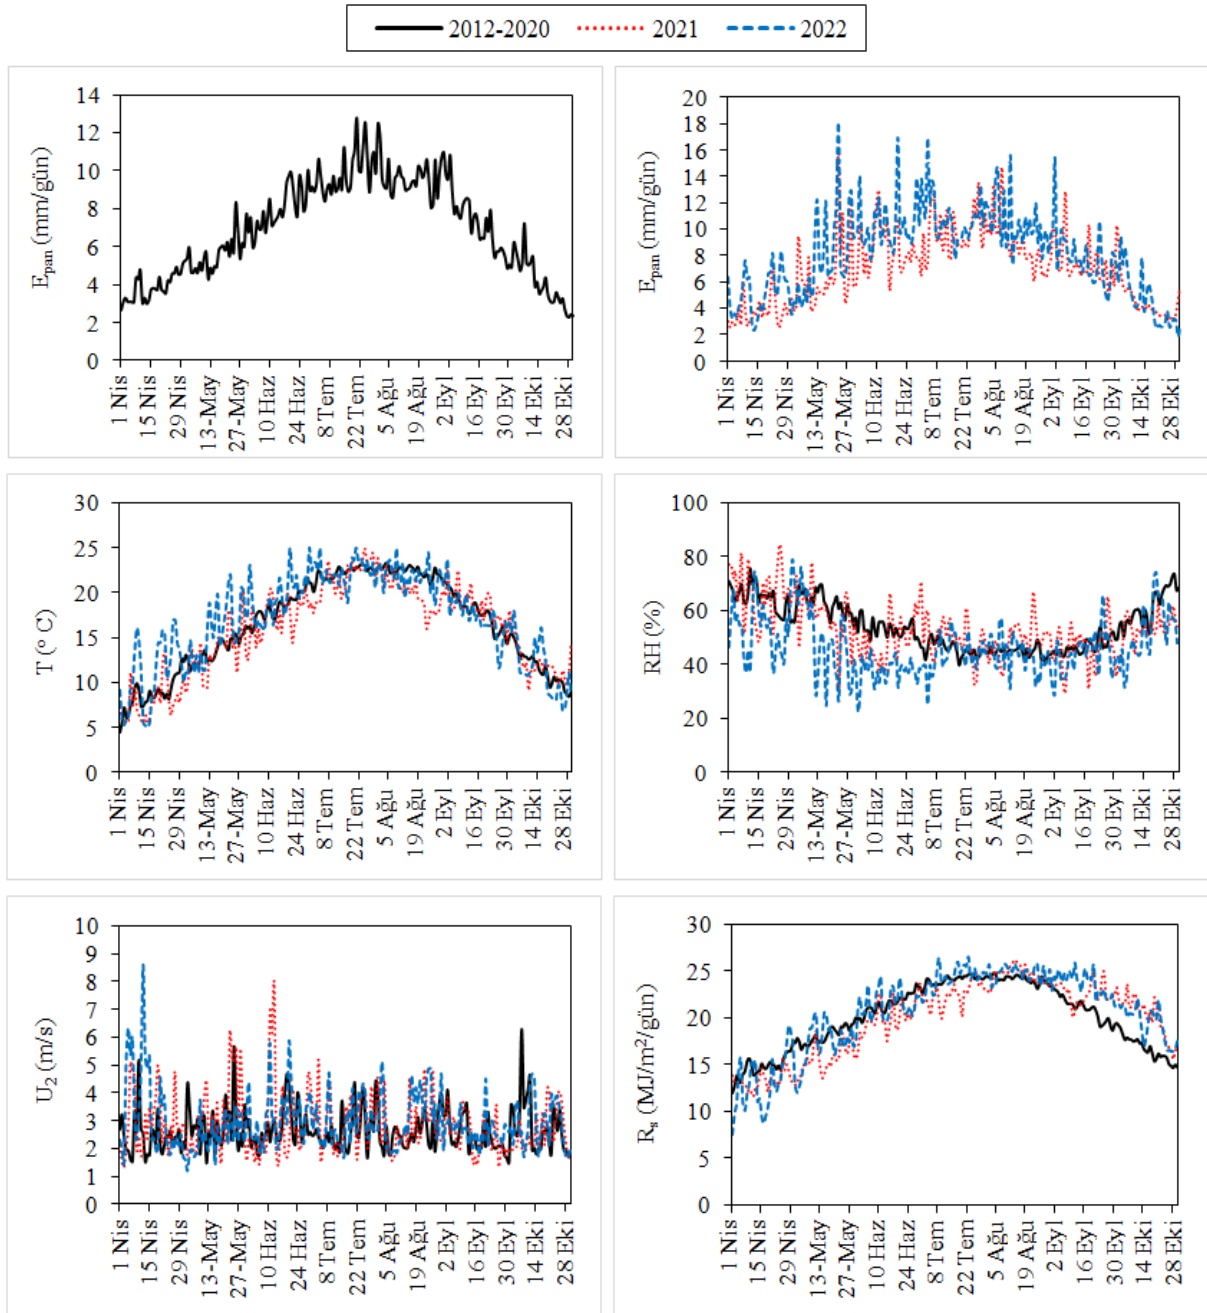 2012-2020 2021 2022
E_pan (mm/gün)
14
12
10
8
6
4
2
0
1 Nis
15 Nis
29 Nis
13-May
27-May
10 Haz
24 Haz
8 Tem
22 Tem
5 Ağu
19 Ağu
2 Eyl
16 Eyl
30 Eyl
14 Eki
28 Eki
E_pan (mm/gün)
20
18
16
14
12
10
8
6
4
2
0
1 Nis
15 Nis
29 Nis
13-May
27-May
10 Haz
24 Haz
8 Tem
22 Tem
5 Ağu
19 Ağu
2 Eyl
16 Eyl
30 Eyl
14 Eki
28 Eki
T (° C)
30
25
20
15
10
5
0
1 Nis
15 Nis
29 Nis
13-May
27-May
10 Haz
24 Haz
8 Tem
22 Tem
5 Ağu
19 Ağu
2 Eyl
16 Eyl
30 Eyl
14 Eki
28 Eki
RH (%)
100
80
60
40
20
0
1 Nis
15 Nis
29 Nis
13-May
27-May
10 Haz
24 Haz
8 Tem
22 Tem
5 Ağu
19 Ağu
2 Eyl
16 Eyl
30 Eyl
14 Eki
28 Eki
U₂ (m/s)
10
9
8
7
6
5
4
3
2
1
0
1 Nis
15 Nis
29 Nis
13-May
27-May
10 Haz
24 Haz
8 Tem
22 Tem
5 Ağu
19 Ağu
2 Eyl
16 Eyl
30 Eyl
14 Eki
28 Eki
Rₛ (MJ/m²/gün)
30
25
20
15
10
5
0
1 Nis
15 Nis
29 Nis
13-May
27-May
10 Haz
24 Haz
8 Tem
22 Tem
5 Ağu
19 Ağu
2 Eyl
16 Eyl
30 Eyl
14 Eki
28 Eki